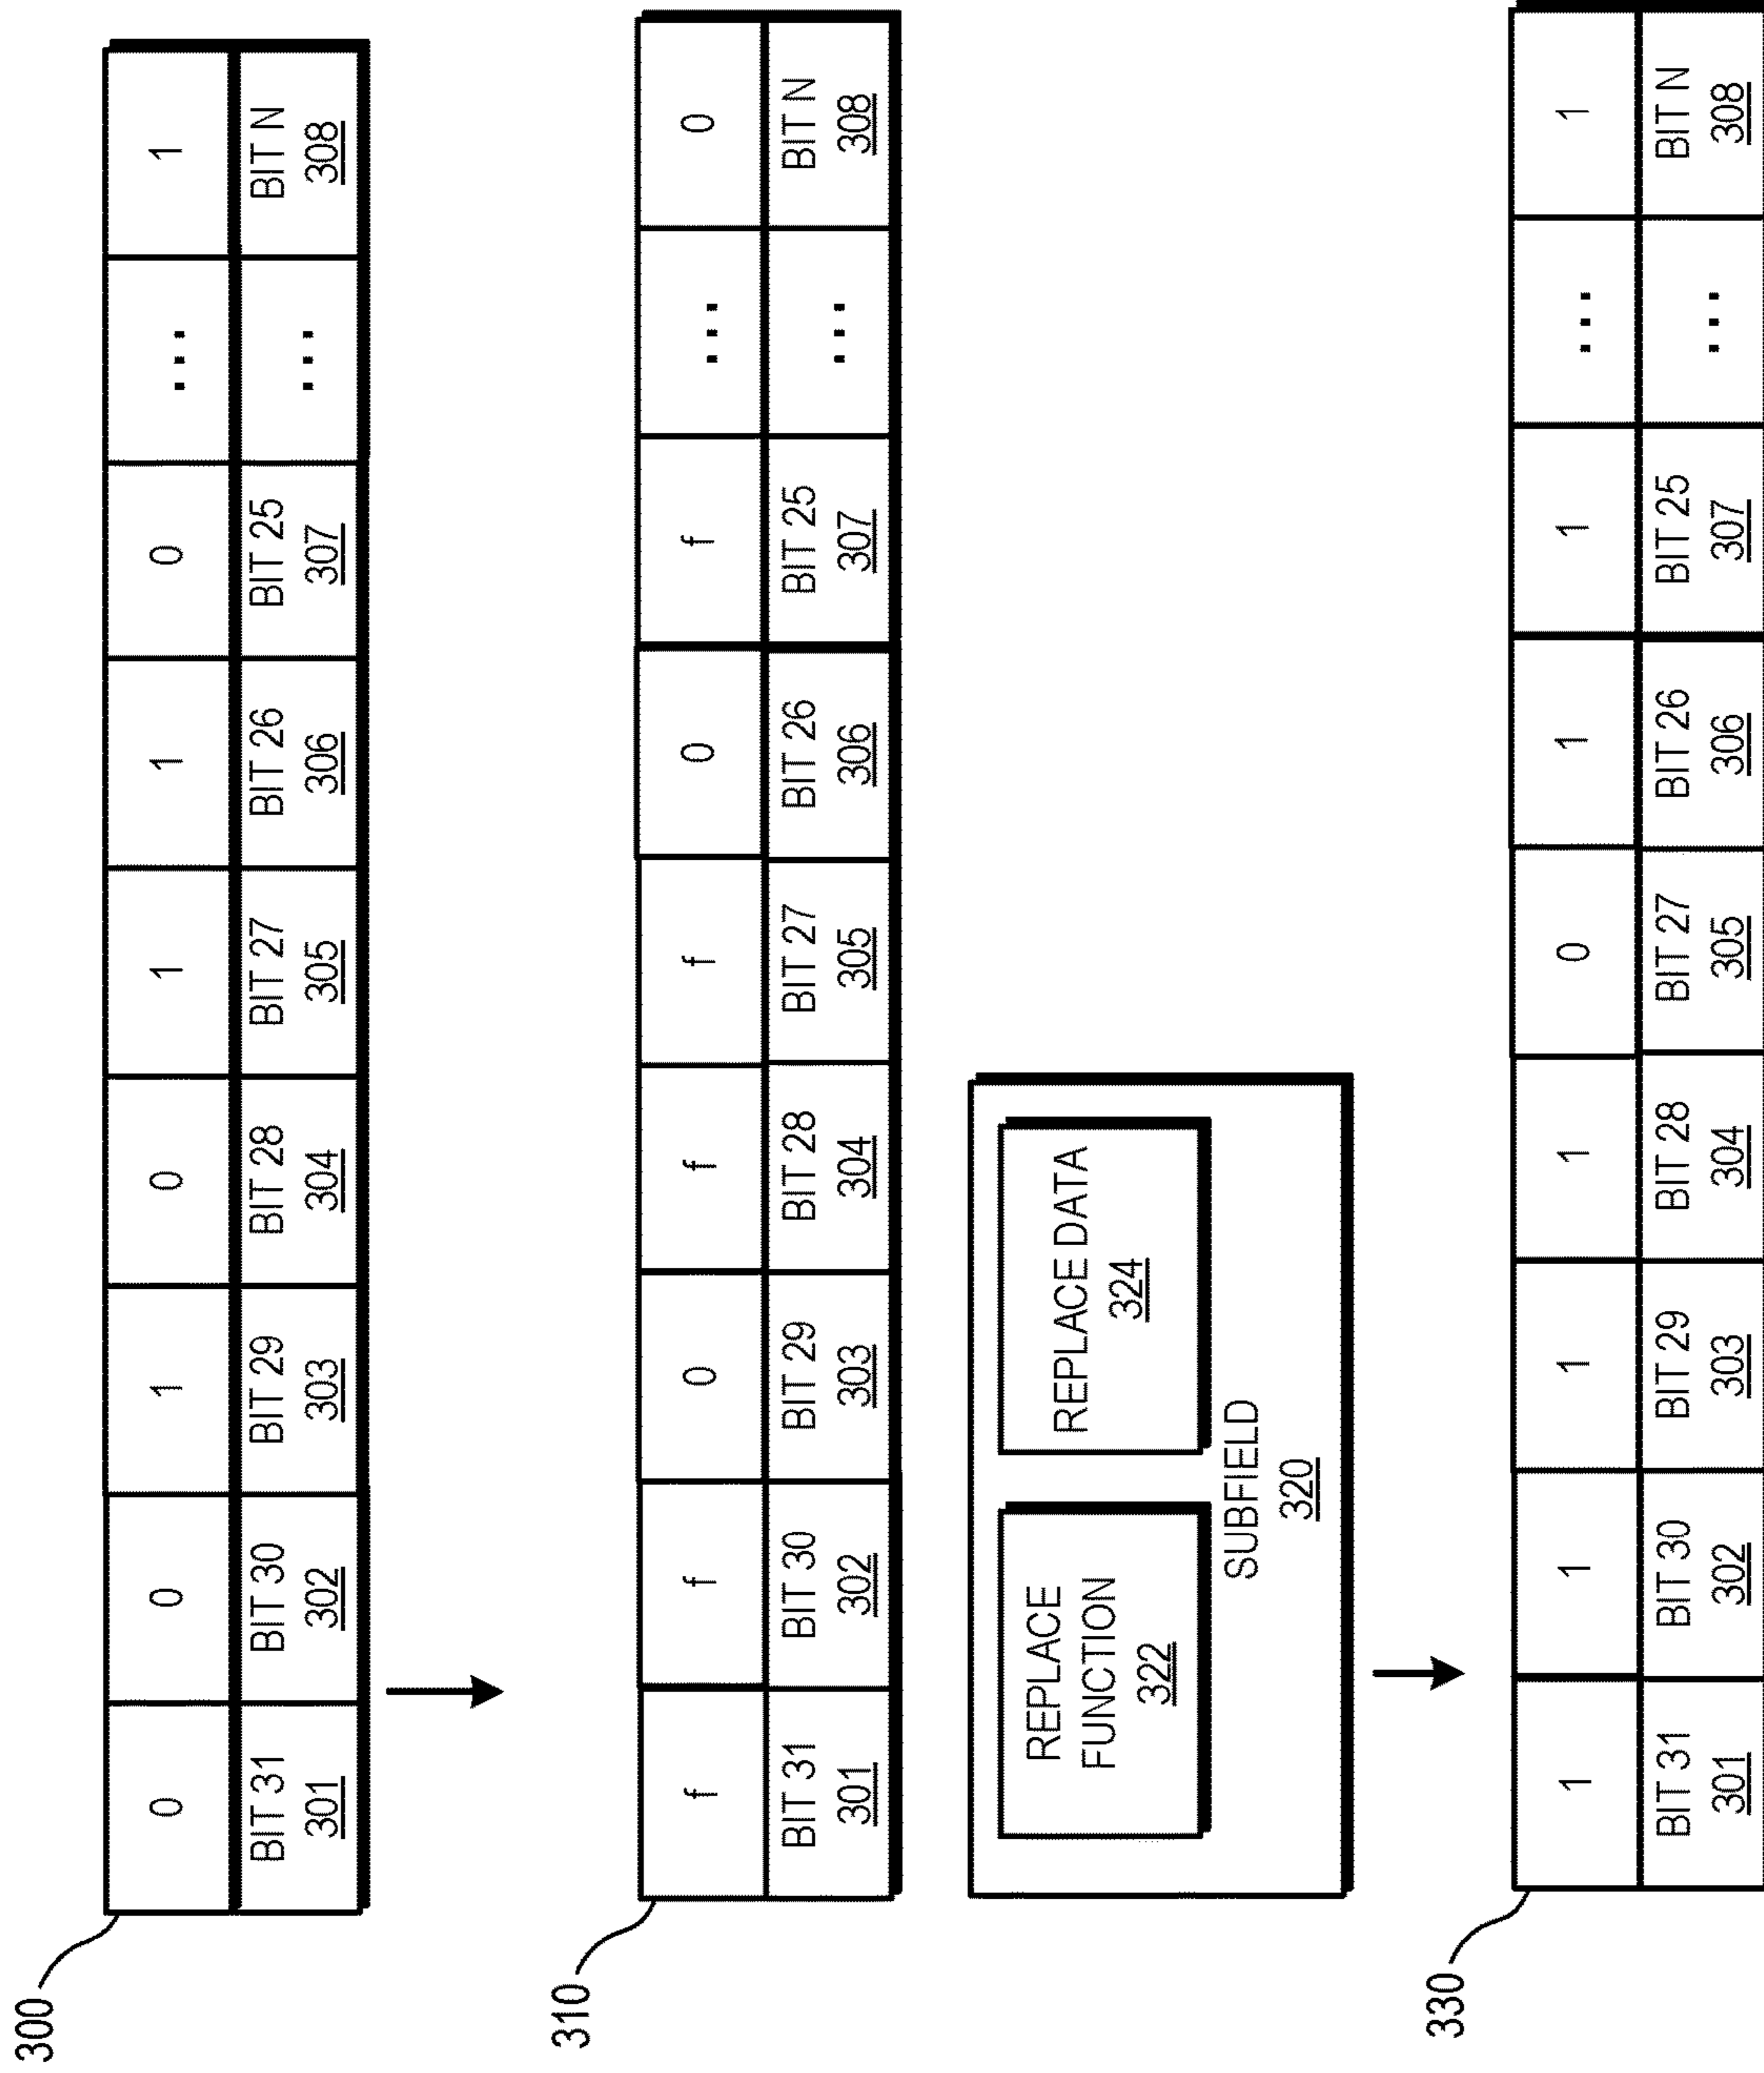 300
0 0 1 0 1 1 0 ... 1
BIT 31 BIT 30 BIT 29 BIT 28 BIT 27 BIT 26 BIT 25 ... BIT N
301 302 303 304 305 306 307 308
310
f f 0 f f 0 f ... 0
BIT 31 BIT 30 BIT 29 BIT 28 BIT 27 BIT 26 BIT 25 ... BIT N
301 302 303 304 305 306 307 308
REPLACE
FUNCTION
322
REPLACE DATA
324
SUBFIELD
320
330
1 1 1 1 0 1 1 ... 1
BIT 31 BIT 30 BIT 29 BIT 28 BIT 27 BIT 26 BIT 25 ... BIT N
301 302 303 304 305 306 307 308